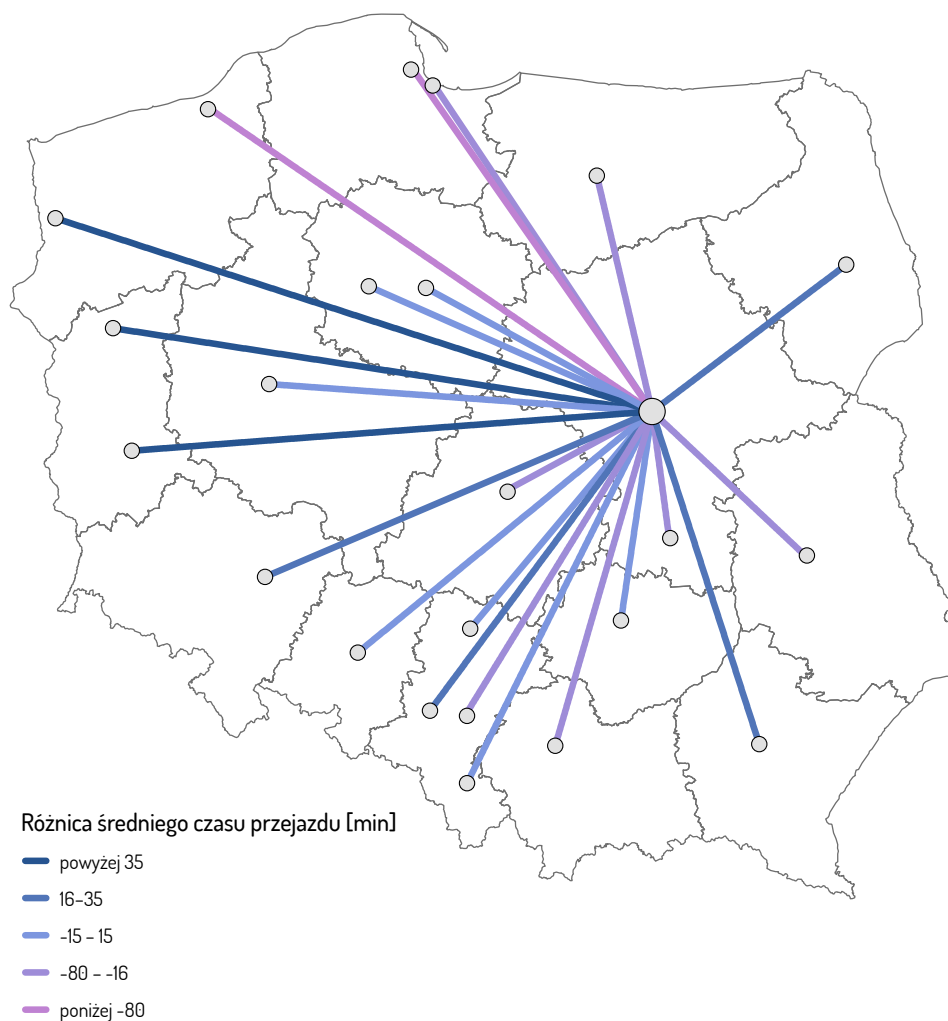 Różnica średniego czasu przejazdu [min]
powyżej 35
16–35
-15 – 15
-80 – -16
poniżej -80